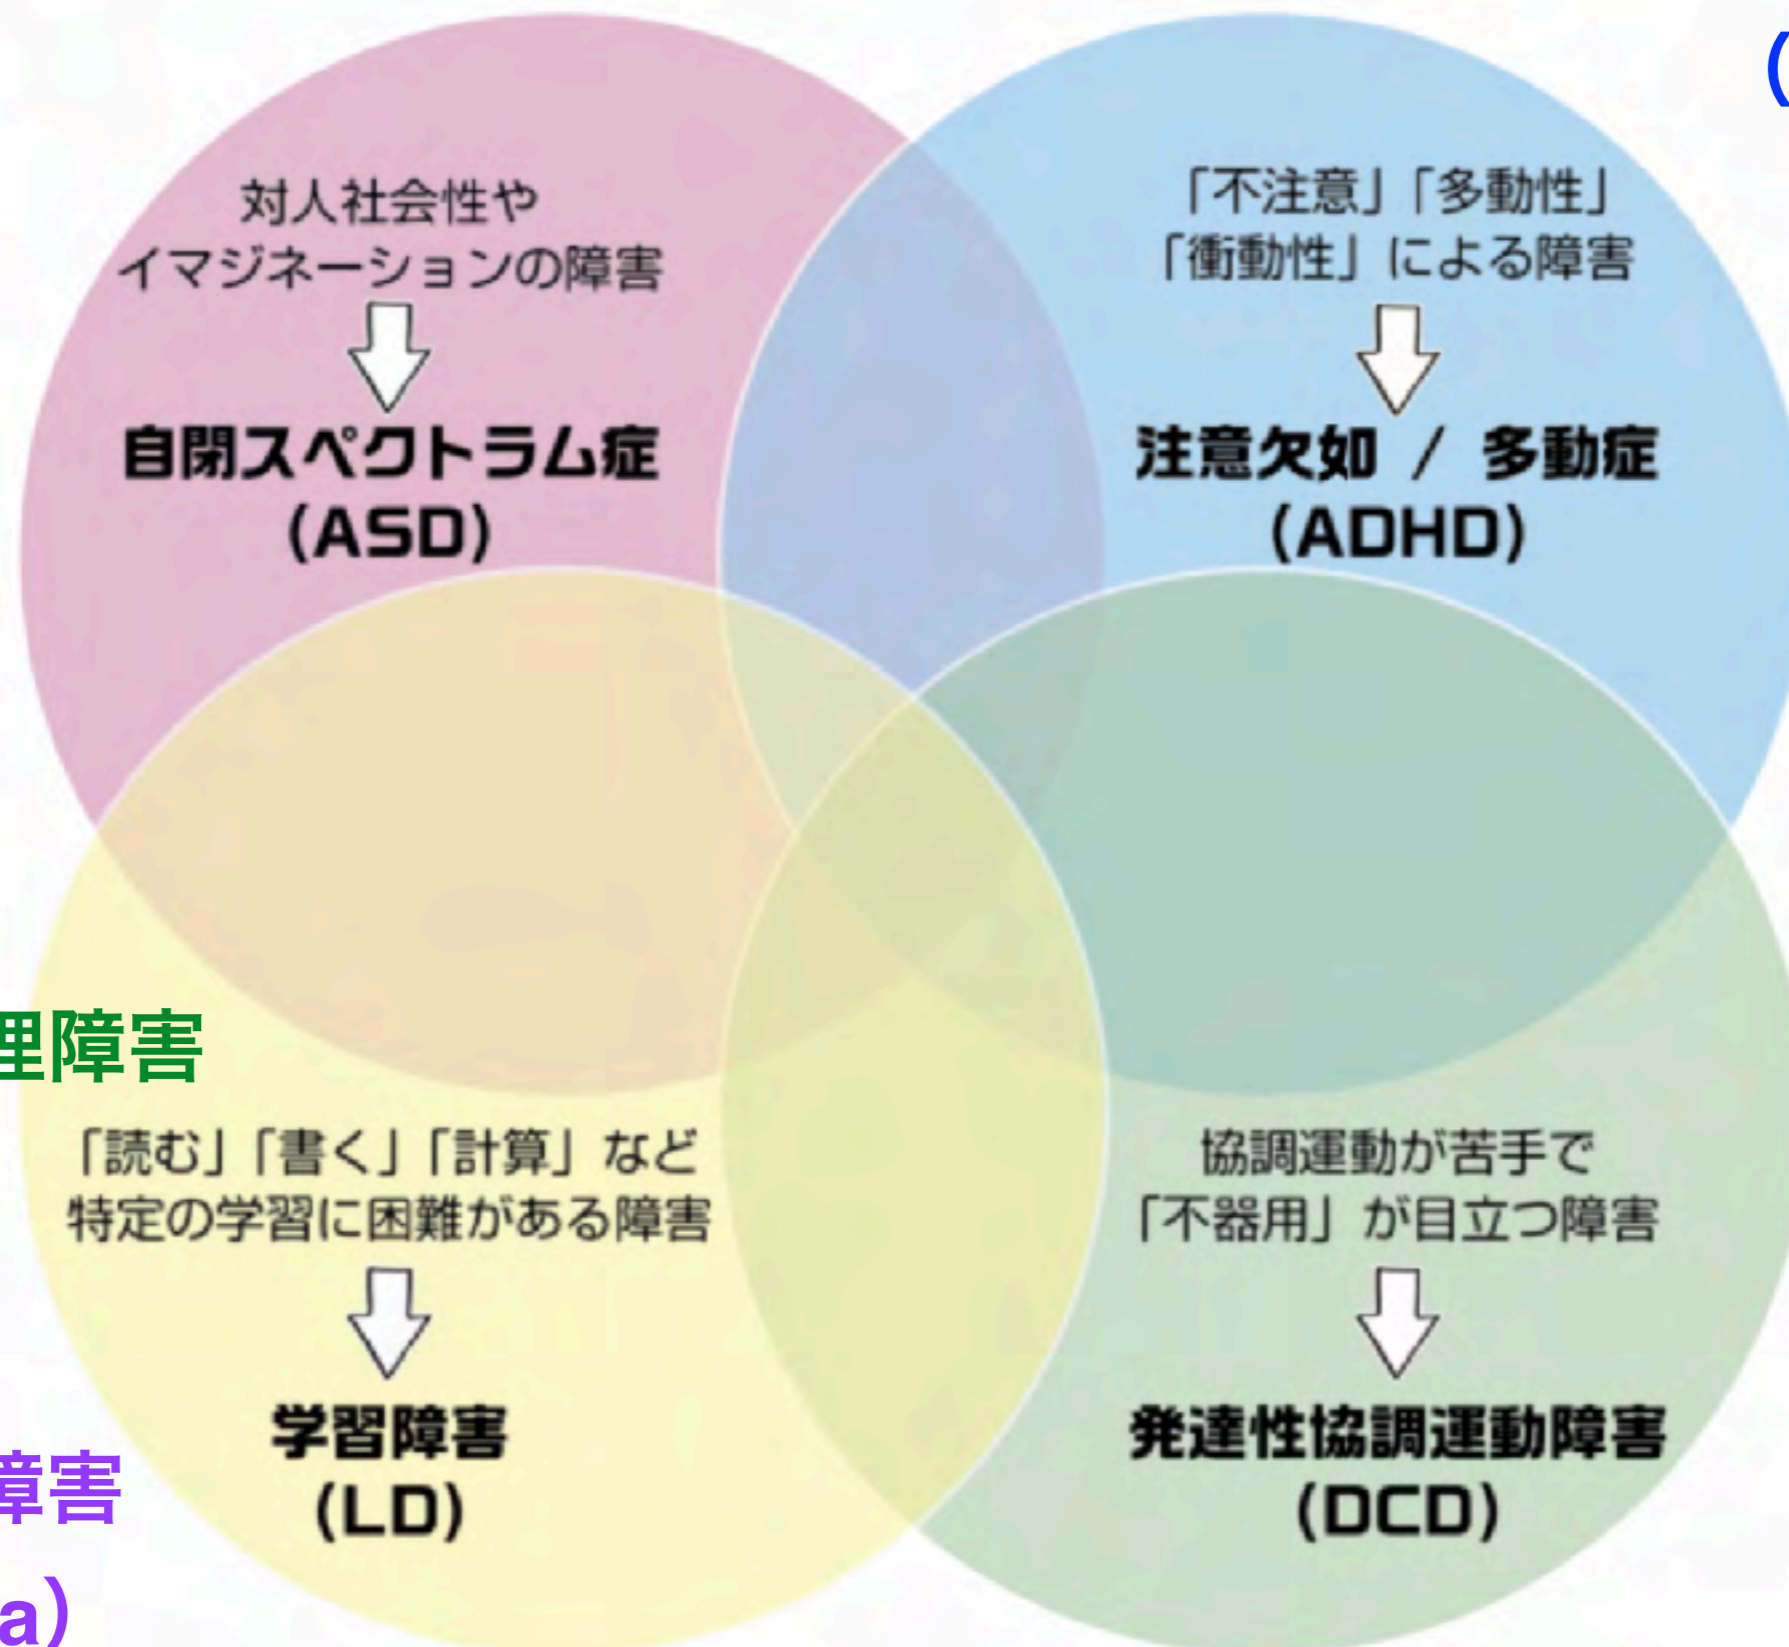 (
対人社会性や
イマジネーションの障害
自閉スペクトラム症
(ASD)
「不注意」「多動性」
「衝動性」による障害
注意欠如 / 多動症
(ADHD)
理障害
「読む」「書く」「計算」など
特定の学習に困難がある障害
学習障害
(LD)
協調運動が苦手で
「不器用」が目立つ障害
発達性協調運動障害
(DCD)
障害
a)